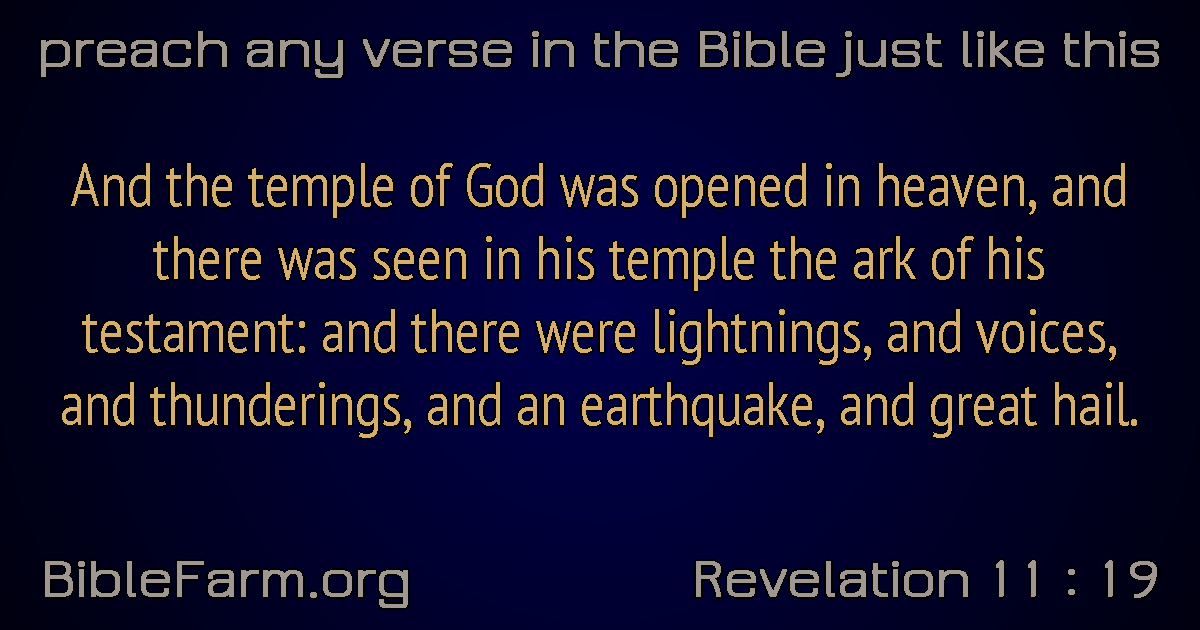 preach any verse in the Bible just like this
And the temple of God was opened in heaven, and
there was seen in his temple the ark of his
testament: and there were lightnings, and voices,
and thunderings, and an earthquake, and great hail.
BibleFarm.org
Revelation 11 : 19